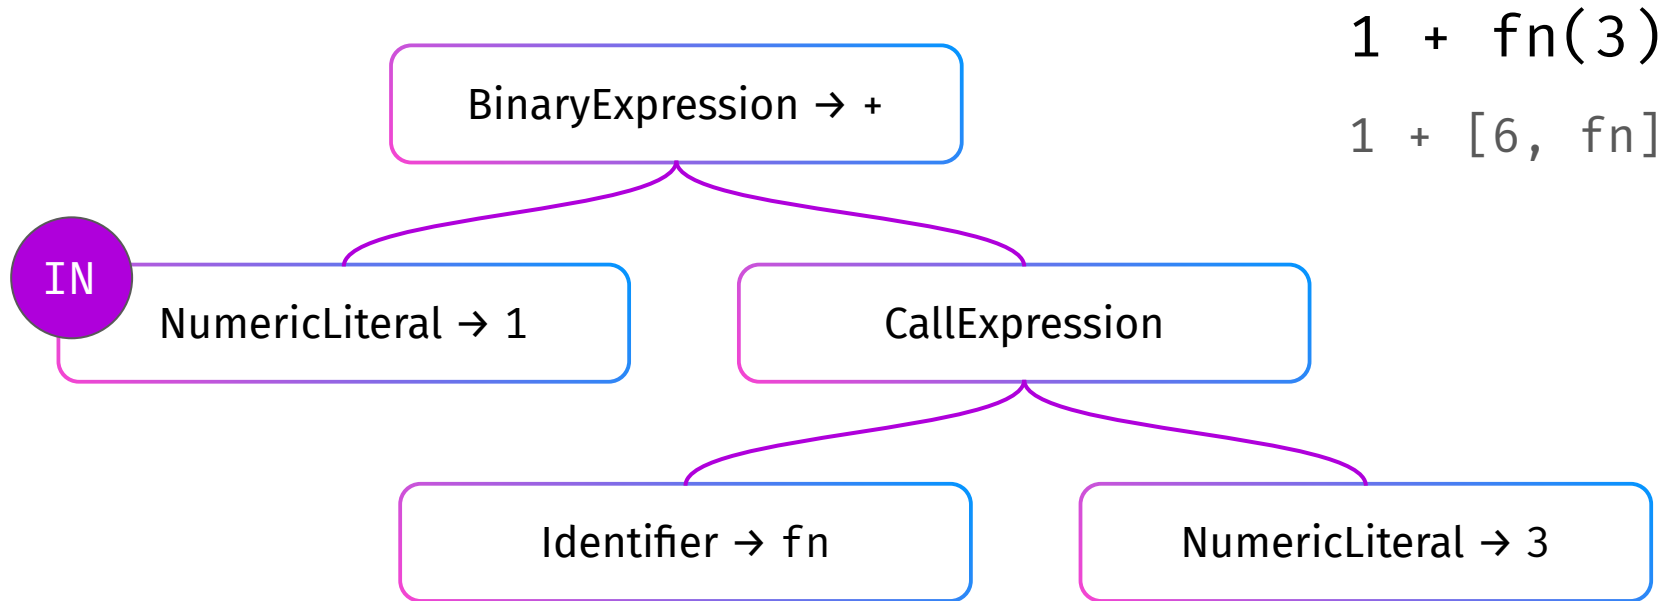 1 + fn(3)
1 + [6, fn]
BinaryExpression → +
IN
NumericLiteral → 1
CallExpression
Identifier → fn
NumericLiteral → 3